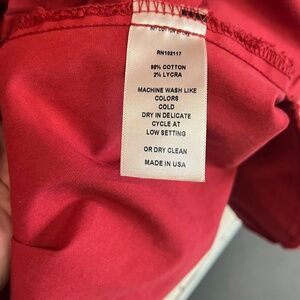 RN102117
98% COTTON
2% LYCRA
MACHINE WASH LIKE
COLORS
COLD
DRY IN DELICATE
CYCLE AT
LOW SETTING
OR DRY CLEAN
MADE IN USA